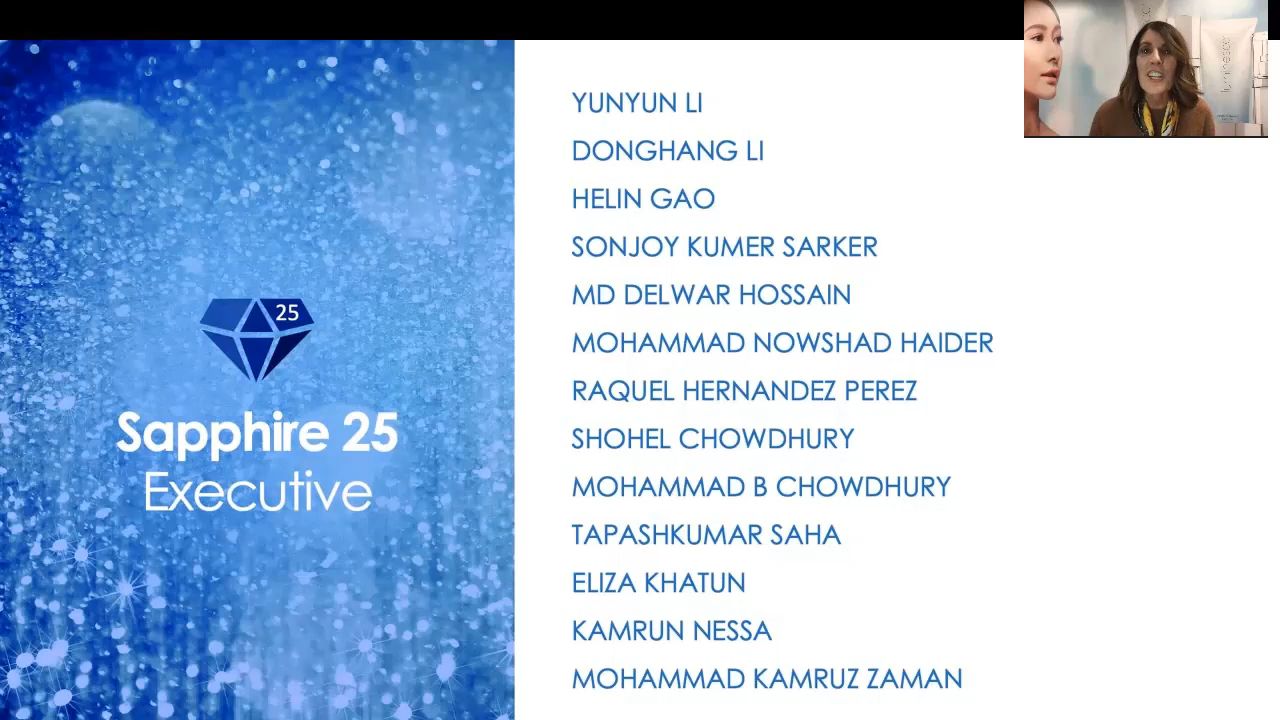 25
Sapphire 25
Executive
YUNYUN LI
DONGHANG LI
HELIN GAO
SONJOY KUMER SARKER
MD DELWAR HOSSAIN
MOHAMMAD NOWSHAD HAIDER
RAQUEL HERNANDEZ PEREZ
SHOHEL CHOWDHURY
MOHAMMAD B CHOWDHURY
TAPASHKUMAR SAHA
ELIZA KHATUN
KAMRUN NESSA
MOHAMMAD KAMRUZ ZAMAN